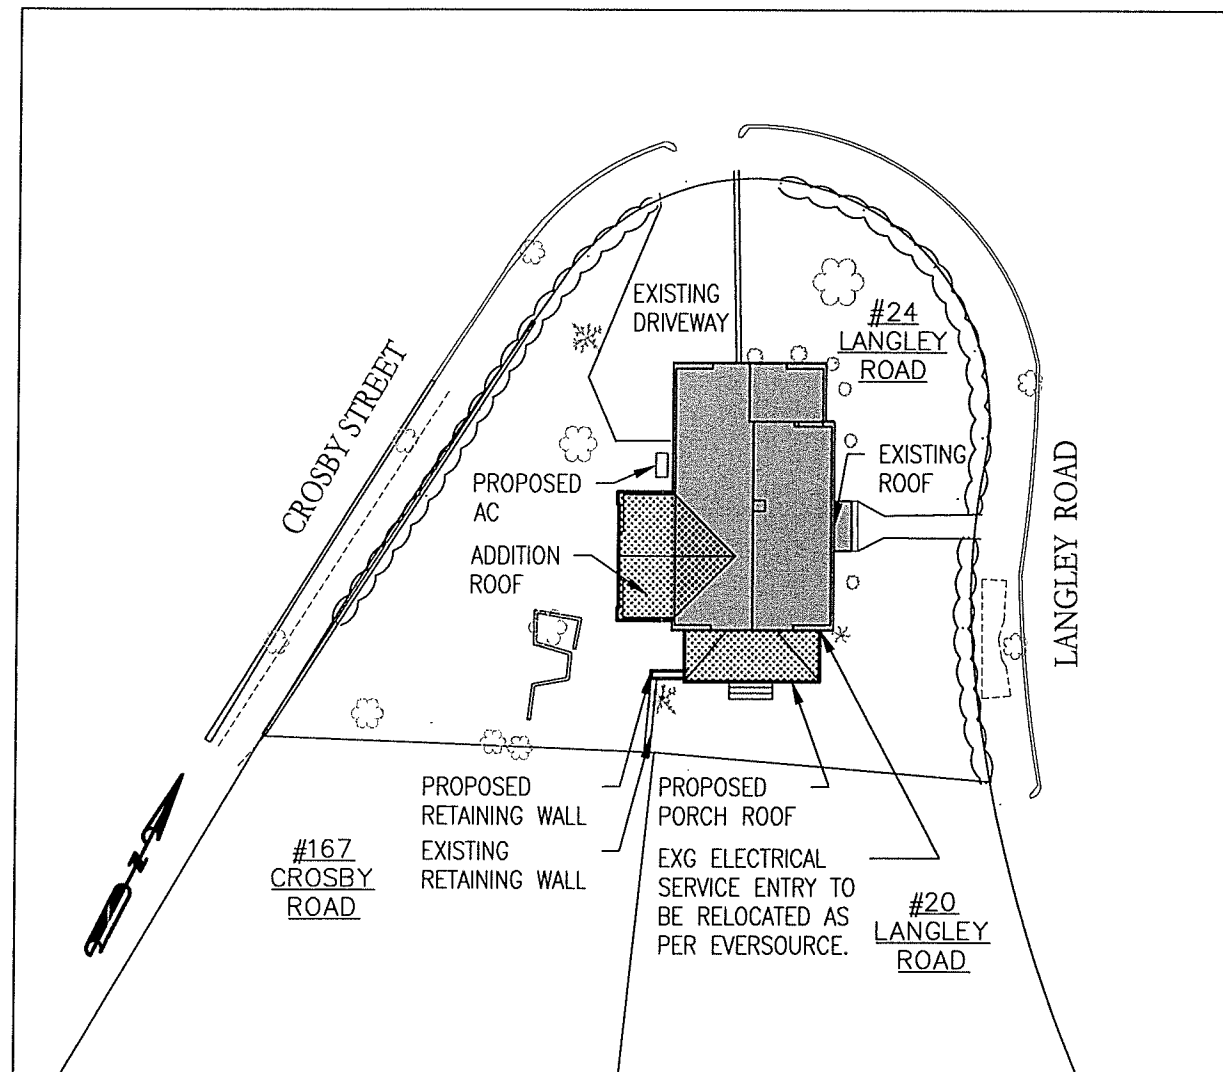 EXISTING
DRIVEWAY
#24
LANGLEY
ROAD
CROSBY STREET
EXISTING
ROOF
PROPOSED
AC
LANGLEY ROAD
ADDITION
ROOF
PROPOSED
RETAINING WALL
EXISTING
RETAINING WALL
PROPOSED
PORCH ROOF
EXG ELECTRICAL
SERVICE ENTRY TO
BE RELOCATED AS
PER EVERSOURCE.
#167
CROSBY
ROAD
#20
LANGLEY
ROAD
N